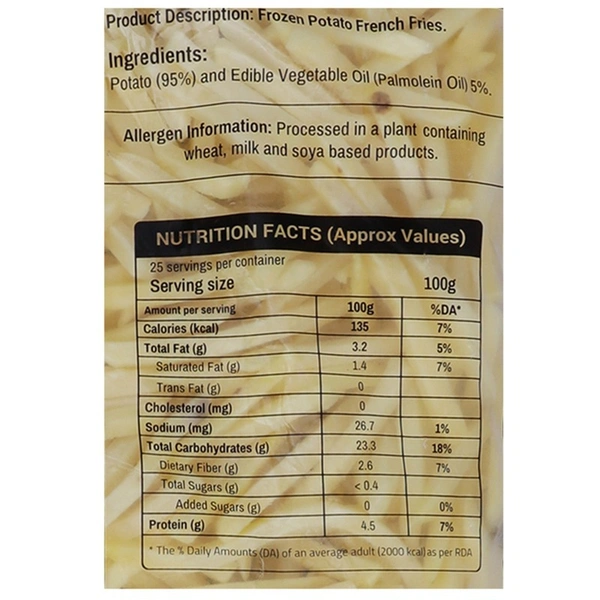 Product Description: Frozen Potato French Fries.
Ingredients:
Potato (95%) and Edible Vegetable Oil (Palmolein Oil) 5%.
Allergen Information: Processed in a plant containing
wheat, milk and soya based products.
NUTRITION FACTS (Approx Values)
25 servings per container
Serving size 100g
Amount per serving 100g %DA*
Calories (kcal) 135 7%
Total Fat (g) 3.2 5%
Saturated Fat (g) 1.4 7%
Trans Fat (g) 0
Cholesterol (mg) 0
Sodium (mg) 26.7 1%
Total Carbohydrates (g) 23.3 18%
Dietary Fiber (g) 2.6 7%
Total Sugars (g) < 0.4
Added Sugars (g) 0 0%
Protein (g) 4.5 7%
* The % Daily Amounts (DA) of an average adult (2000 kcal) as per RDA